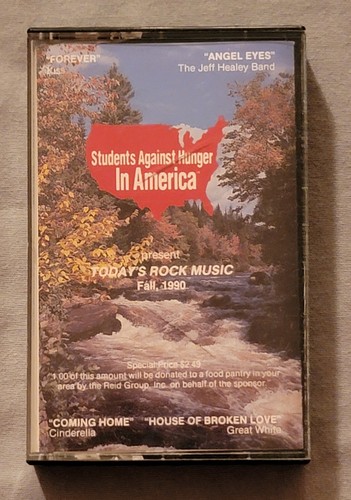 "FOREVER" "ANGEL EYES"
Kiss The Jeff Healey Band
Students Against Hunger
In America
present
TODAY'S ROCK MUSIC
Fall, 1990
Special Price $2.49
1.00 of this amount will be donated to a food pantry in your
area by the Reid Group, Inc. on behalf of the sponsor
"COMING HOME" "HOUSE OF BROKEN LOVE"
Cinderella Great White